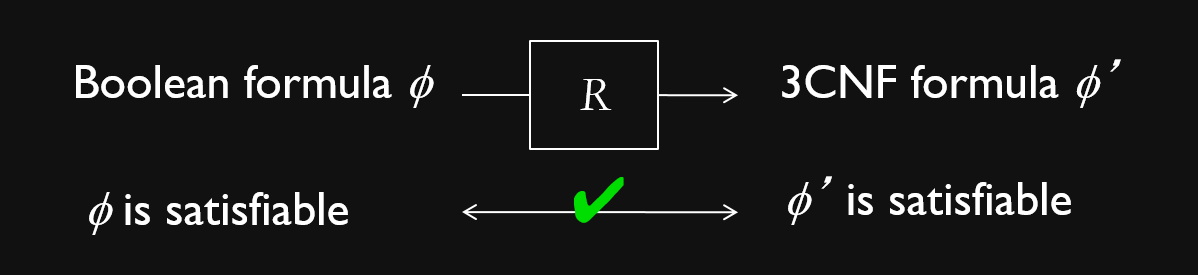 Boolean formula ϕ R 3CNF formula ϕ’
ϕ is satisfiable ✔ ϕ’ is satisfiable